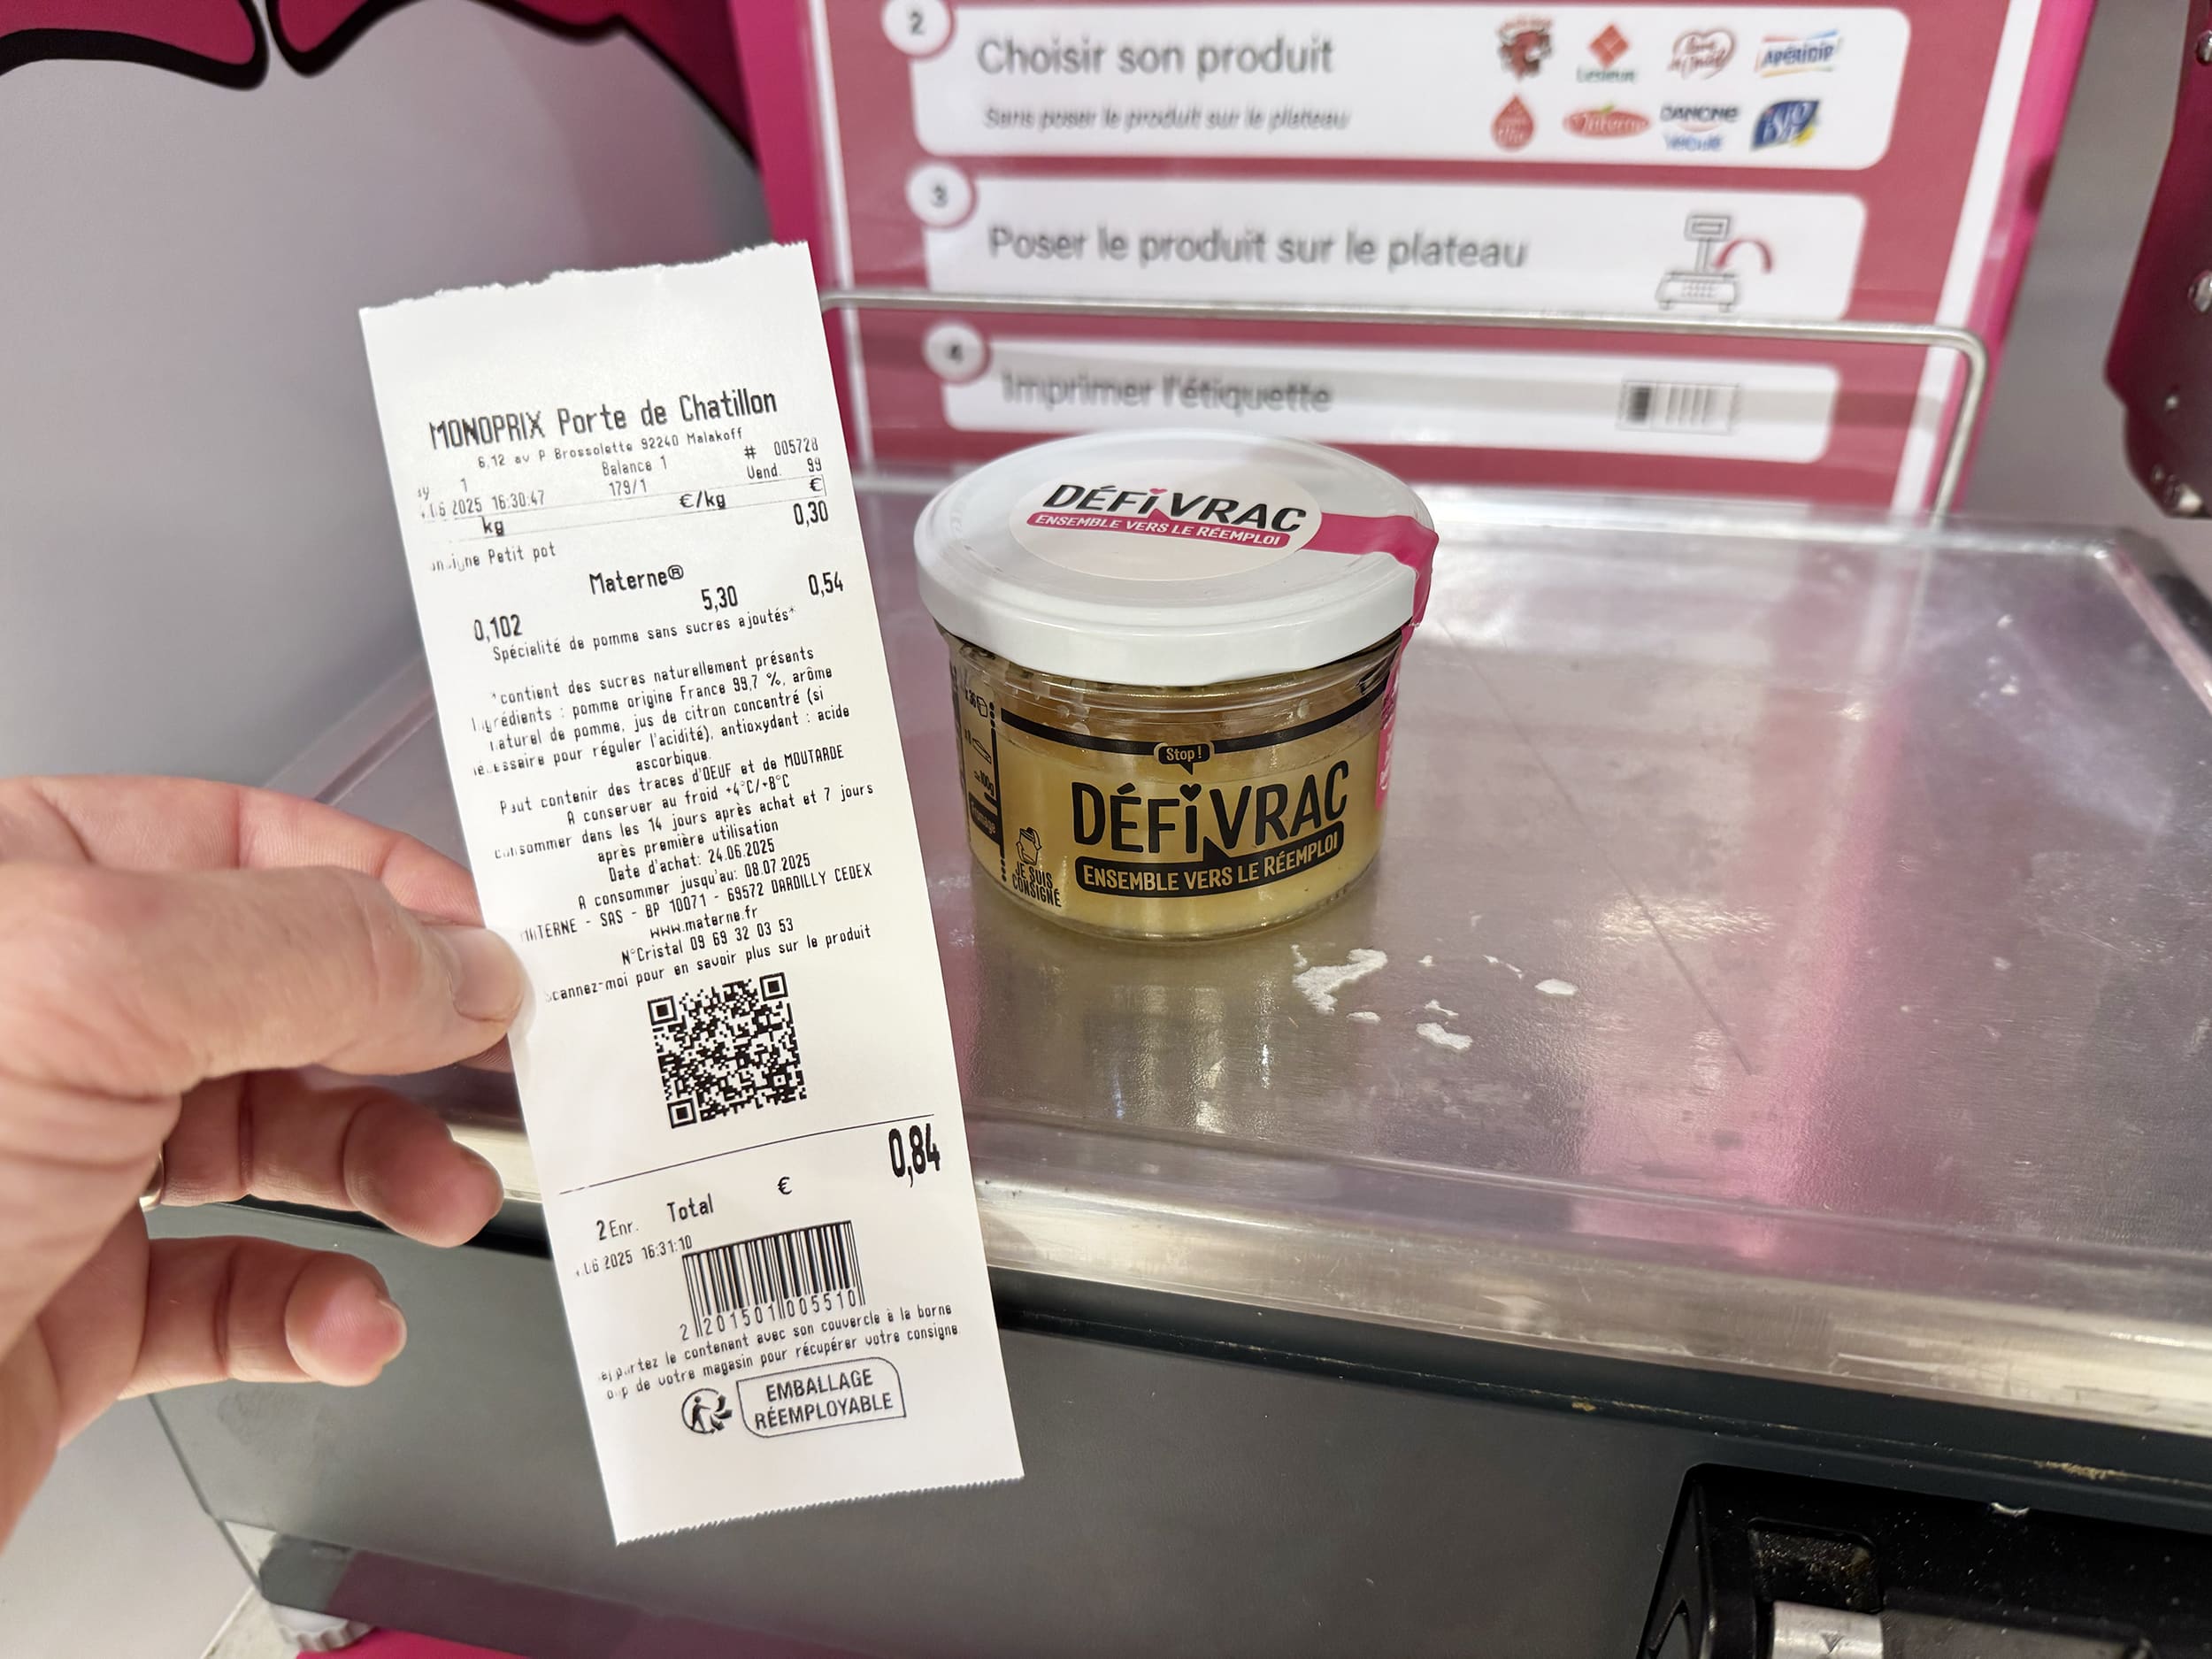 2
Choisir son produit
Sans poser le produit sur le plateau
Lesieur
APÉRIDIP
Materne
DANCONE
3
Poser le produit sur le plateau
4
Imprimer l'étiquette
MONOPRIX Porte de Chatillon
6.12 av P Brossolette 92240 Malakoff
1 Balance 1 # 005728
2025 16:30:47 179/1 Vend. 99
kg €/kg €
Petit pot 0,30
Materne®
0,102 5,30 0,54
Spécialité de pomme sans sucres ajoutés*
*contient des sucres naturellement présents
pomme origine France 99,7 %, arôme
de pomme, jus de citron concentré (si
pour réguler l'acidité), antioxydant : acide
ascorbique.
Peut contenir des traces d'OEUF et de MOUTARDE
A conserver au froid +4°C/+8°C
dans les 14 jours après achat et 7 jours
après première utilisation
Date d'achat: 24.06.2025
A consommer jusqu'au: 08.07.2025
- SAS - BP 10071 - 69572 DARDILLY CEDEX
www.materne.fr
N°Cristal 09 69 32 03 53
pour en savoir plus sur le produit
2 Enr. Total € 0,84
2025 16:31:10
2 201501 005510
le contenant avec son couvercle à la borne
de votre magasin pour récupérer votre consigne
EMBALLAGE
RÉEMPLOYABLE
DÉFiVRAC
ENSEMBLE VERS LE RÉEMPLOI
Stop !
DÉFiVRAC
ENSEMBLE VERS LE RÉEMPLOI
JE SUIS
CONSIGNÉ